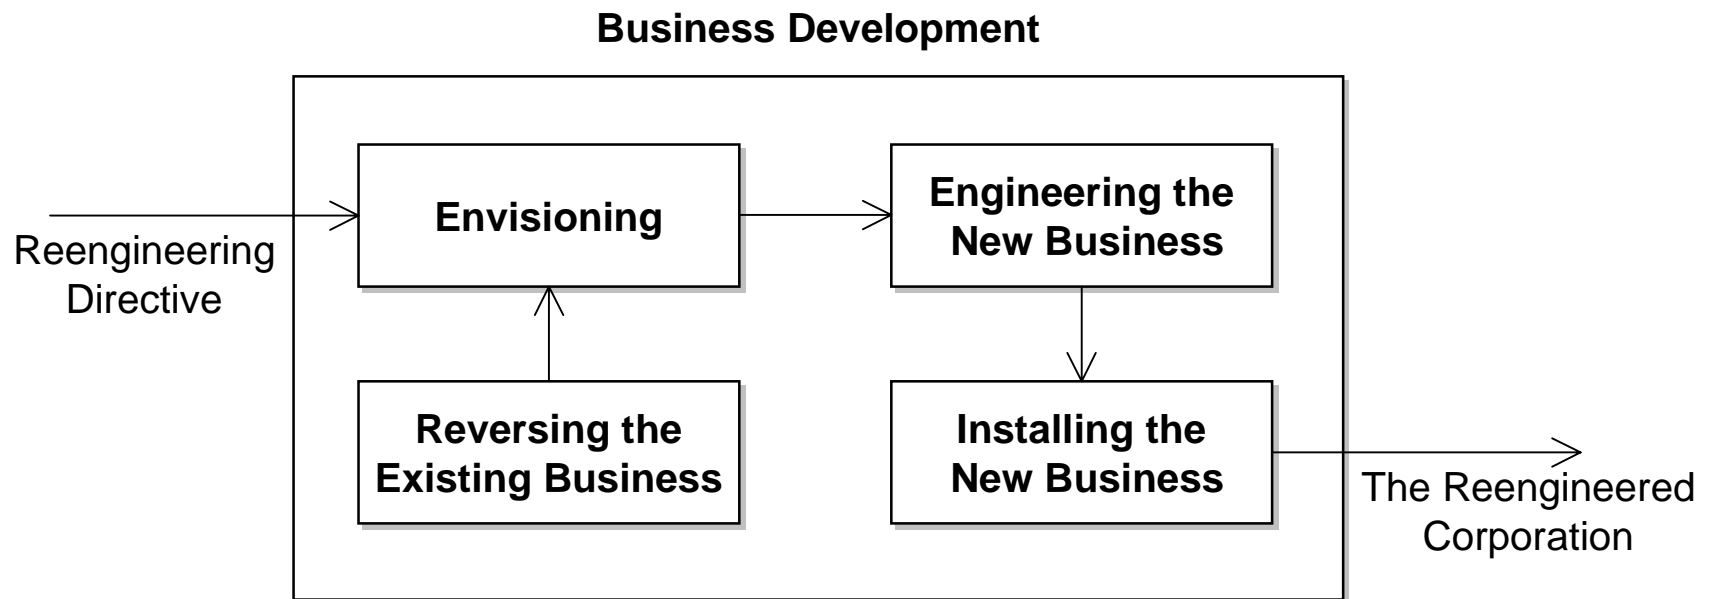 Business Development
Envisioning
Engineering the
New Business
Reengineering
Directive
Reversing the
Existing Business
Installing the
New Business
The Reengineered
Corporation